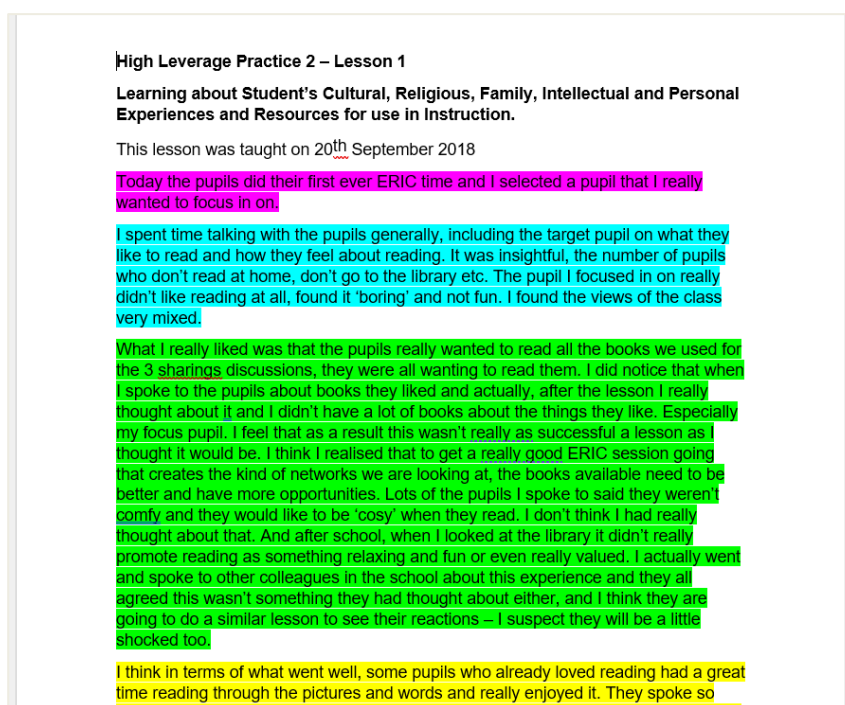 High Leverage Practice 2 – Lesson 1
Learning about Student’s Cultural, Religious, Family, Intellectual and Personal
Experiences and Resources for use in Instruction.
This lesson was taught on 20th September 2018
Today the pupils did their first ever ERIC time and I selected a pupil that I really
wanted to focus in on.
I spent time talking with the pupils generally, including the target pupil on what they
like to read and how they feel about reading. It was insightful, the number of pupils
who don’t read at home, don’t go to the library etc. The pupil I focused in on really
didn’t like reading at all, found it ‘boring’ and not fun. I found the views of the class
very mixed.
What I really liked was that the pupils really wanted to read all the books we used for
the 3 sharings discussions, they were all wanting to read them. I did notice that when
I spoke to the pupils about books they liked and actually, after the lesson I really
thought about it and I didn’t have a lot of books about the things they like. Especially
my focus pupil. I feel that as a result this wasn’t really as successful a lesson as I
thought it would be. I think I realised that to get a really good ERIC session going
that creates the kind of networks we are looking at, the books available need to be
better and have more opportunities. Lots of the pupils I spoke to said they weren’t
comfy and they would like to be ‘cosy’ when they read. I don’t think I had really
thought about that. And after school, when I looked at the library it didn’t really
promote reading as something relaxing and fun or even really valued. I actually went
and spoke to other colleagues in the school about this experience and they all
agreed this wasn’t something they had thought about either, and I think they are
going to do a similar lesson to see their reactions – I suspect they will be a little
shocked too.
I think in terms of what went well, some pupils who already loved reading had a great
time reading through the pictures and words and really enjoyed it. They spoke so